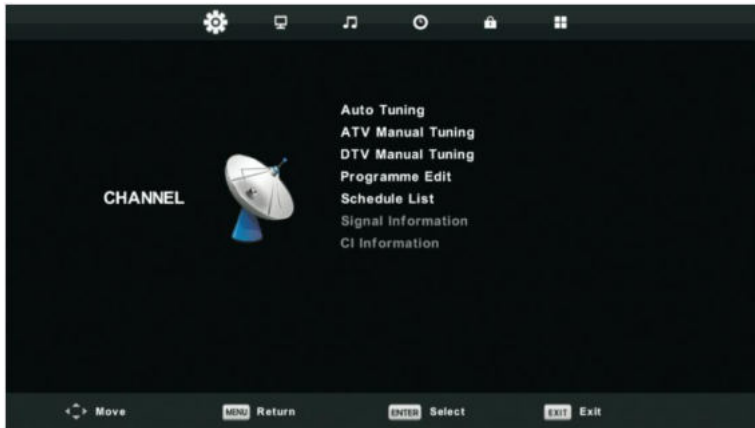 Auto Tuning
ATV Manual Tuning
DTV Manual Tuning
Programme Edit
CHANNEL
Schedule List
Signal Information
CI Information
Move MENU Return ENTER Select EXIT Exit